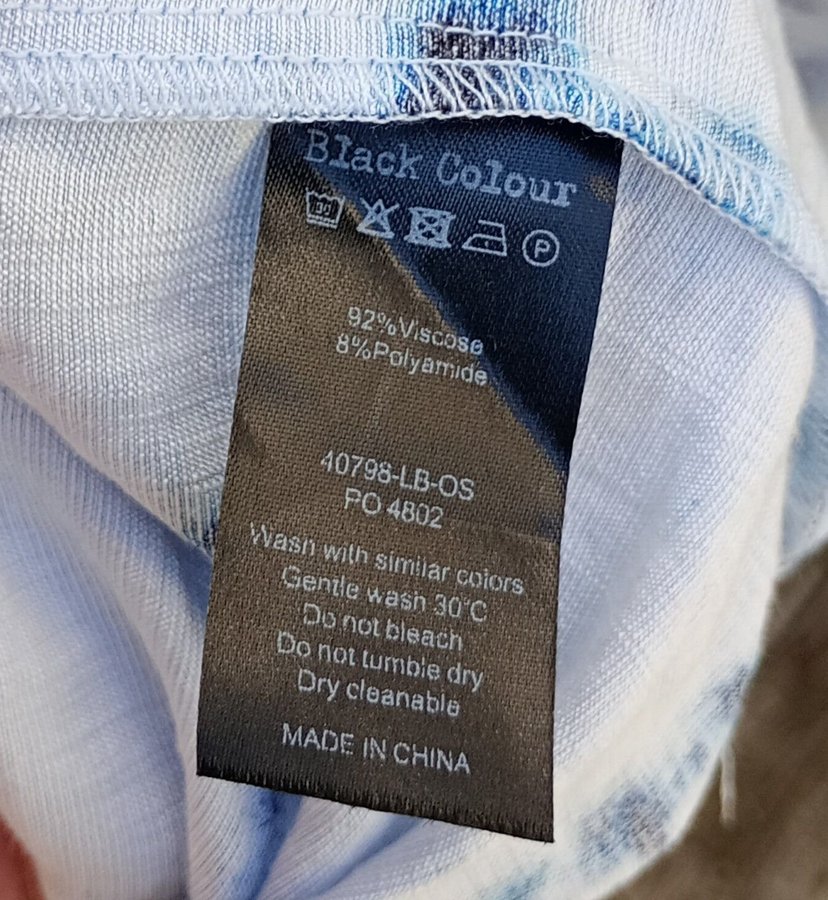 Black Colour
30
P
92%Viscose
8%Polyamide
40798-LB-OS
PO 4802
Wash with similar colors
Gentle wash 30°C
Do not bleach
Do not tumble dry
Dry cleanable
MADE IN CHINA